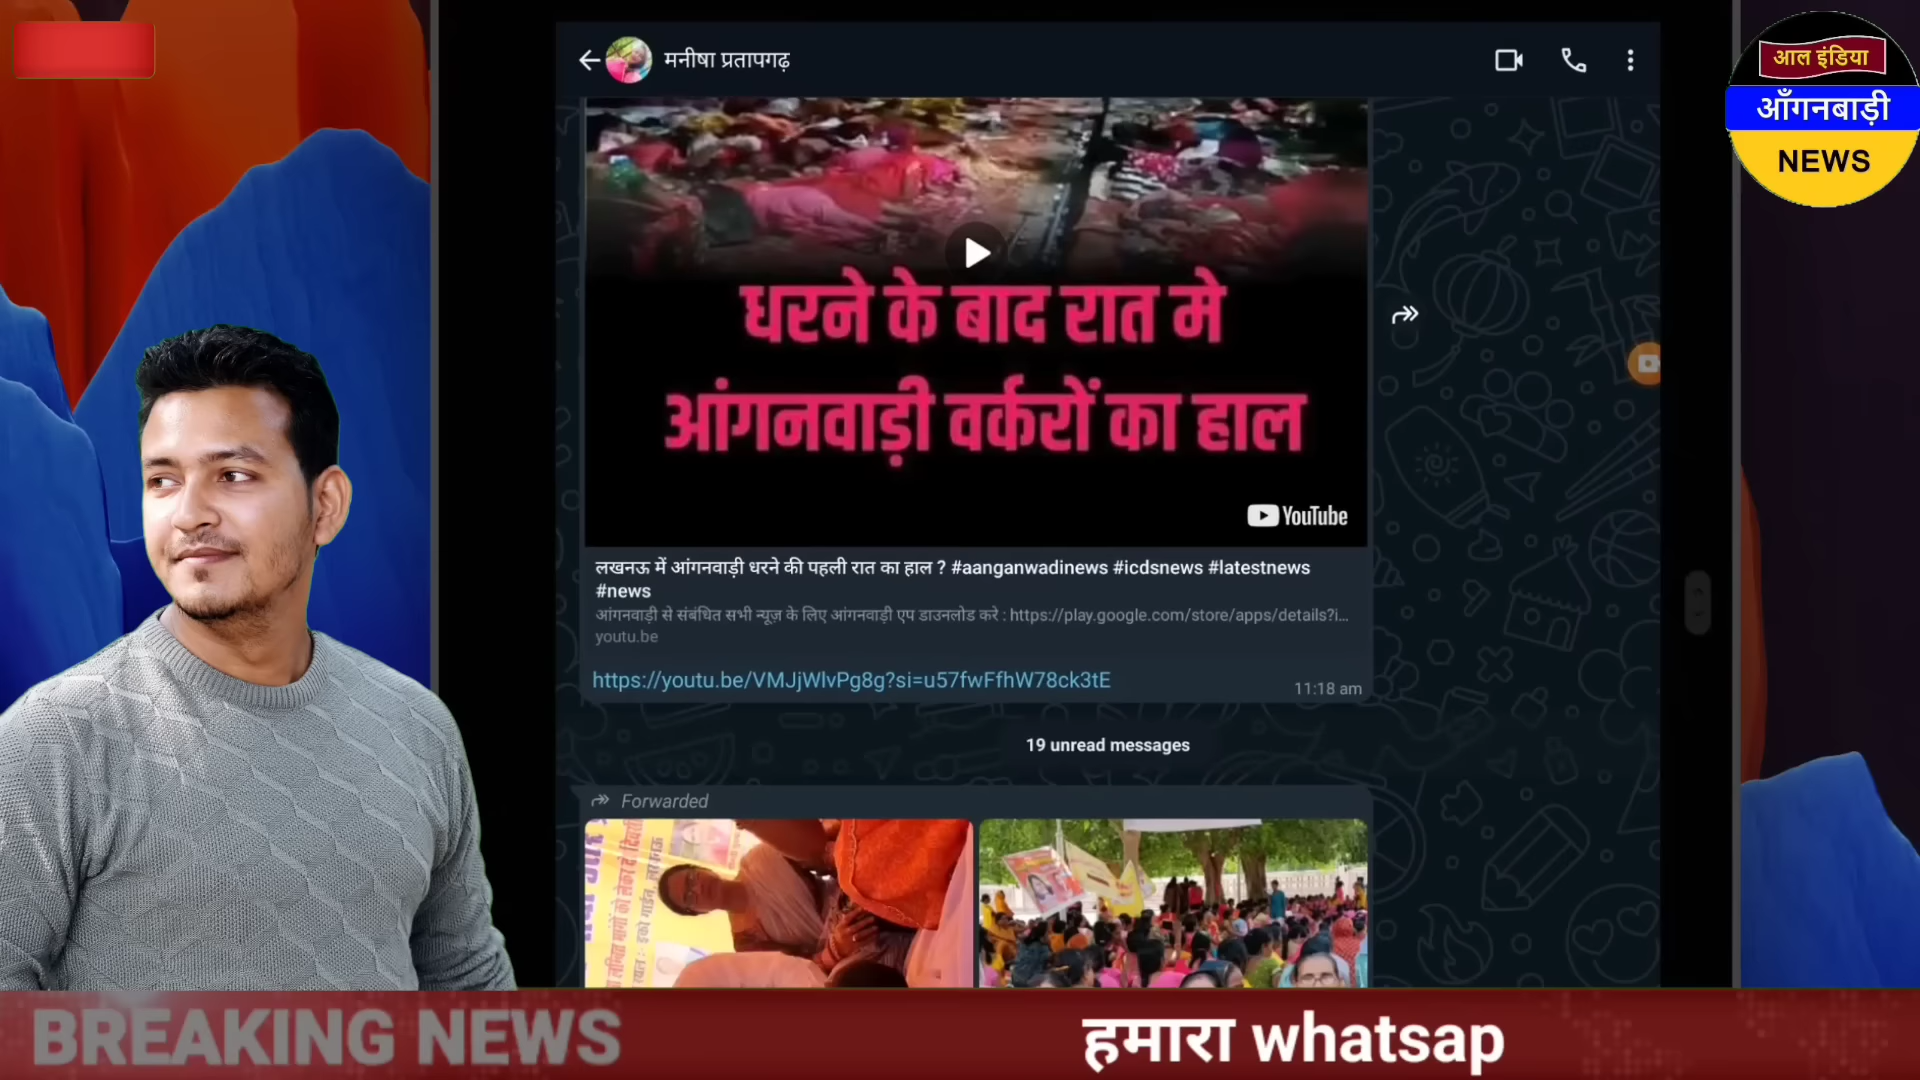 मनीषा प्रतापगढ़
आल इंडिया
आँगनबाड़ी
NEWS
धरने के बाद रात मे
आंगनवाड़ी वर्करों का हाल
YouTube
लखनऊ में आंगनवाड़ी धरने की पहली रात का हाल ? #aanganwadinews #icdsnews #latestnews
#news
आंगनवाड़ी से संबंधित सभी न्यूज़ के लिए आंगनवाड़ी एप डाउनलोड करे : https://play.google.com/store/apps/details?i...
youtu.be
https://youtu.be/VMJjWlvPg8g?si=u57fwFfhW78ck3tE
11:18 am
19 unread messages
Forwarded
BREAKING NEWS
हमारा whatsap